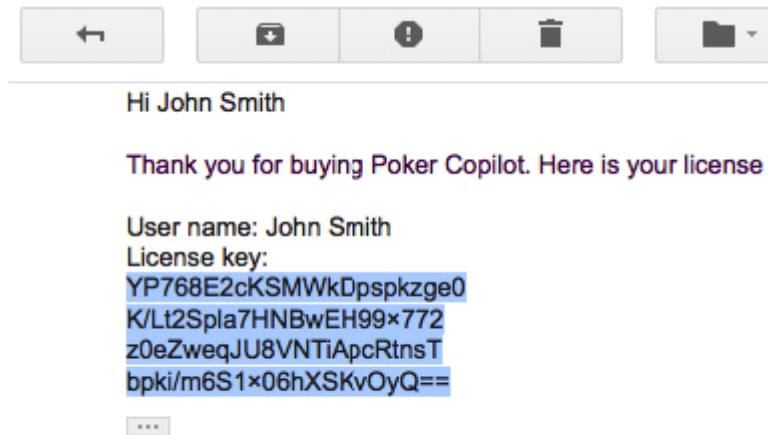 Hi John Smith
Thank you for buying Poker Copilot. Here is your license
User name: John Smith
License key:
YP768E2cKSMWkDpspkzge0
K/Lt2Spla7HNBwEH99×772
z0eZweqJU8VNTiApcRtnsT
bpki/m6S1×06hXSKvOyQ==